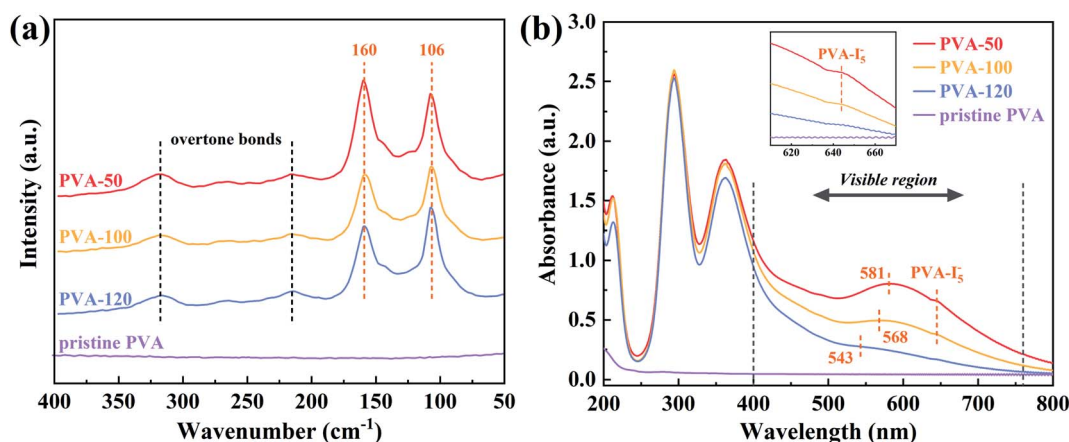 (a)
160
106
overtone bonds
PVA-50
PVA-100
PVA-120
pristine PVA
Intensity (a.u.)
400
350
300
250
200
150
100
50
Wavenumber (cm⁻¹)
(b)
3.0
2.5
2.0
1.5
1.0
0.5
0.0
Absorbance (a.u.)
PVA-I₅⁻
620
640
660
PVA-50
PVA-100
PVA-120
pristine PVA
Visible region
581
PVA-I₅⁻
568
543
200
300
400
500
600
700
800
Wavelength (nm)